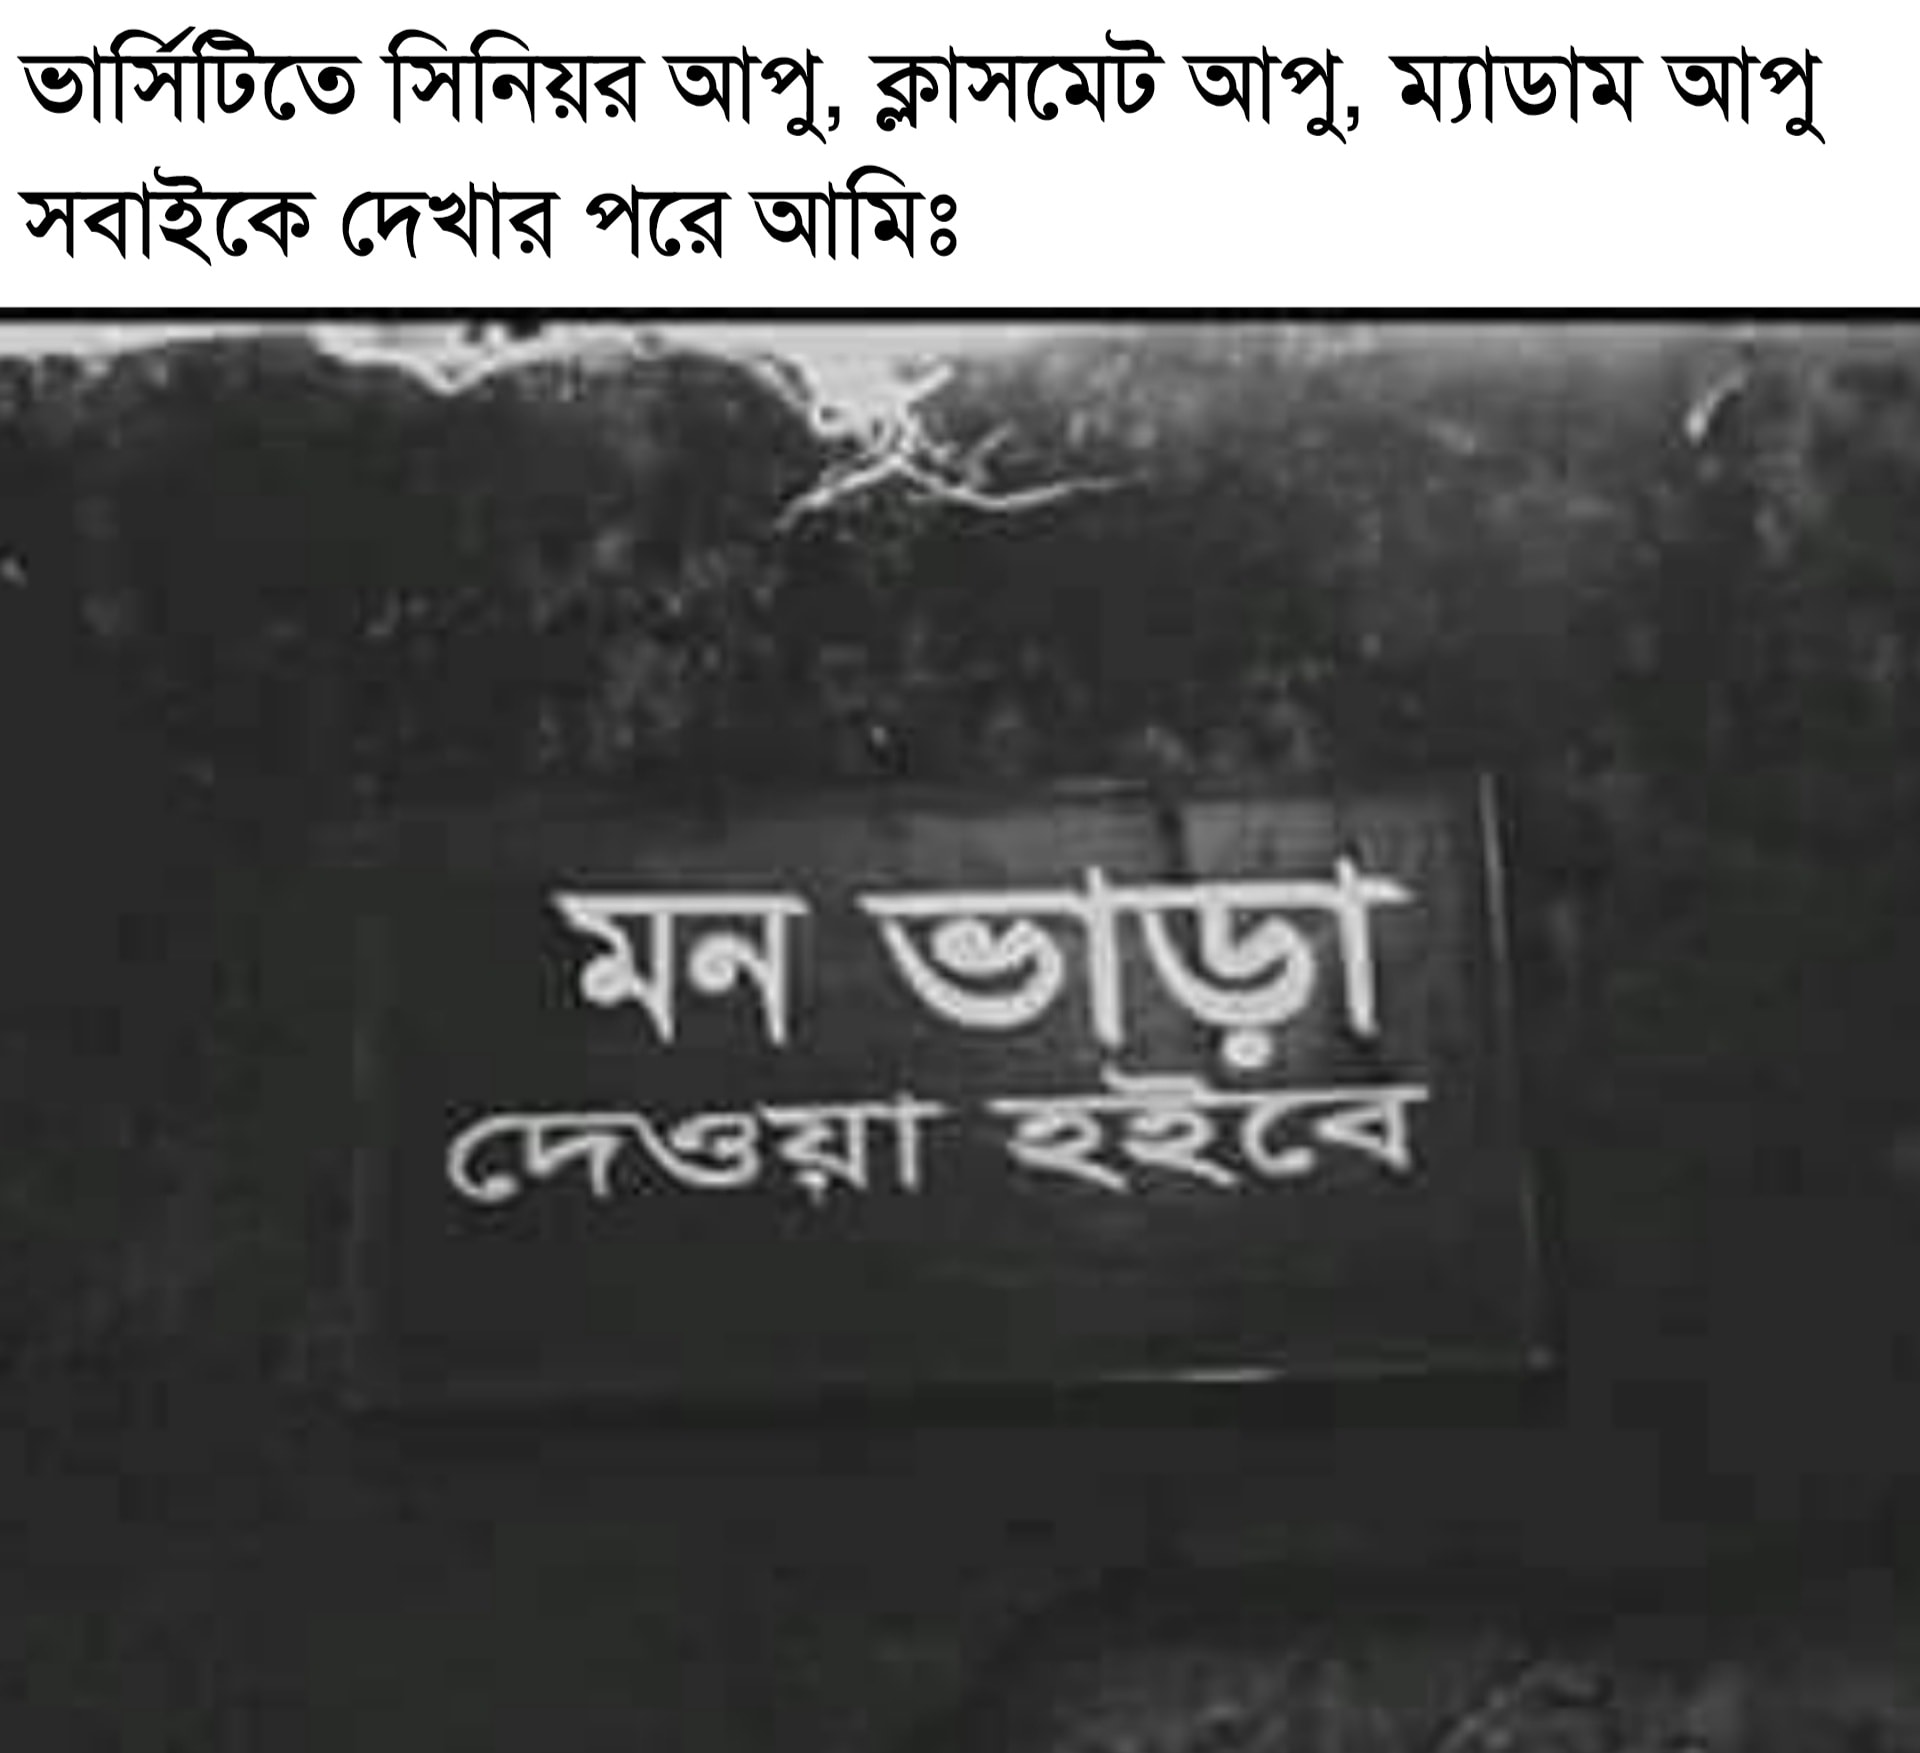 ভার্সিটিতে সিনিয়র আপু, ক্লাসমেট আপু, ম্যাডাম আপু
সবাইকে দেখার পরে আমিঃ
মন ভাড়া
দেওয়া হইবে